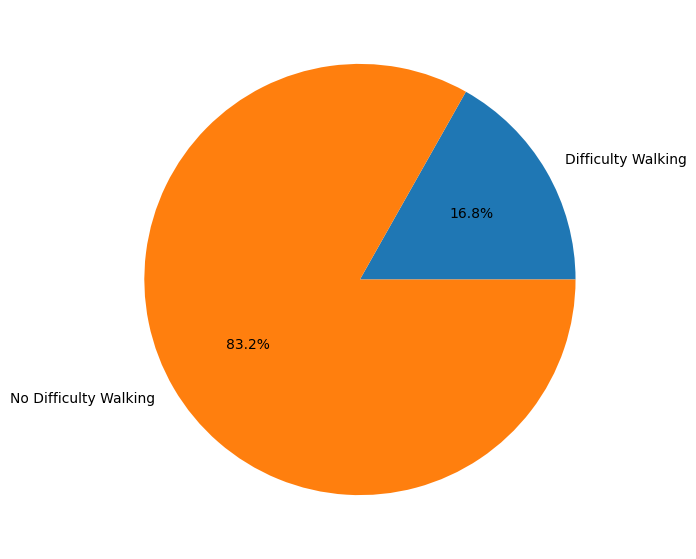 Difficulty Walking
16.8%
83.2%
No Difficulty Walking